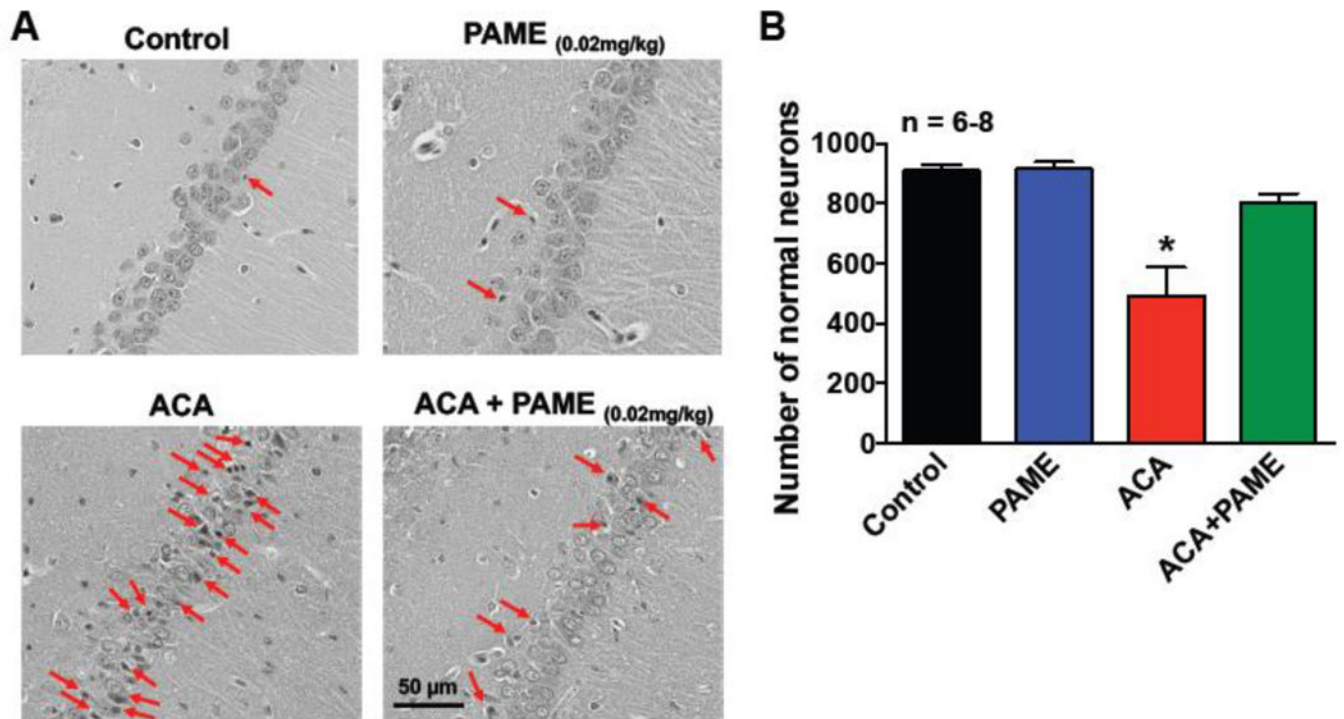 A
Control
PAME (0.02mg/kg)
ACA
ACA + PAME (0.02mg/kg)
50 µm
B
n = 6-8
Number of normal neurons
1000
800
600
400
200
0
*
Control
PAME
ACA
ACA+PAME